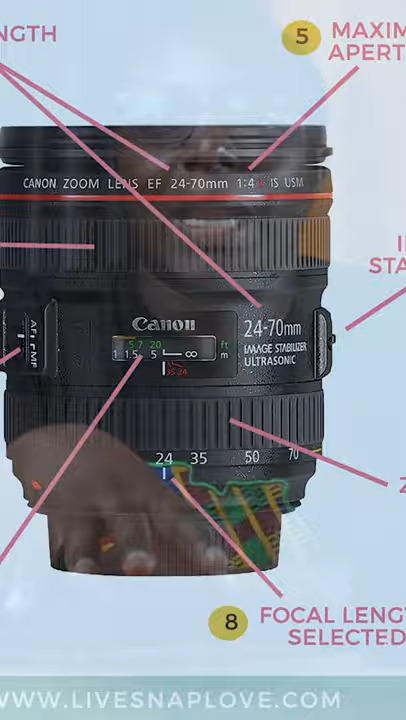 NGTH
5
MAXIM
APERT
CANON ZOOM LENS EF 24-70mm 1:4 L IS USM
I
STA
AF MF
Canon
5 7 20 ft
1 1.5 5 ∞ m
35 24
24-70mm
IMAGE STABILIZER
ULTRASONIC
24 35 50 70
Z
8
FOCAL LENG
SELECTED
WWW.LIVESNAPLOVE.COM